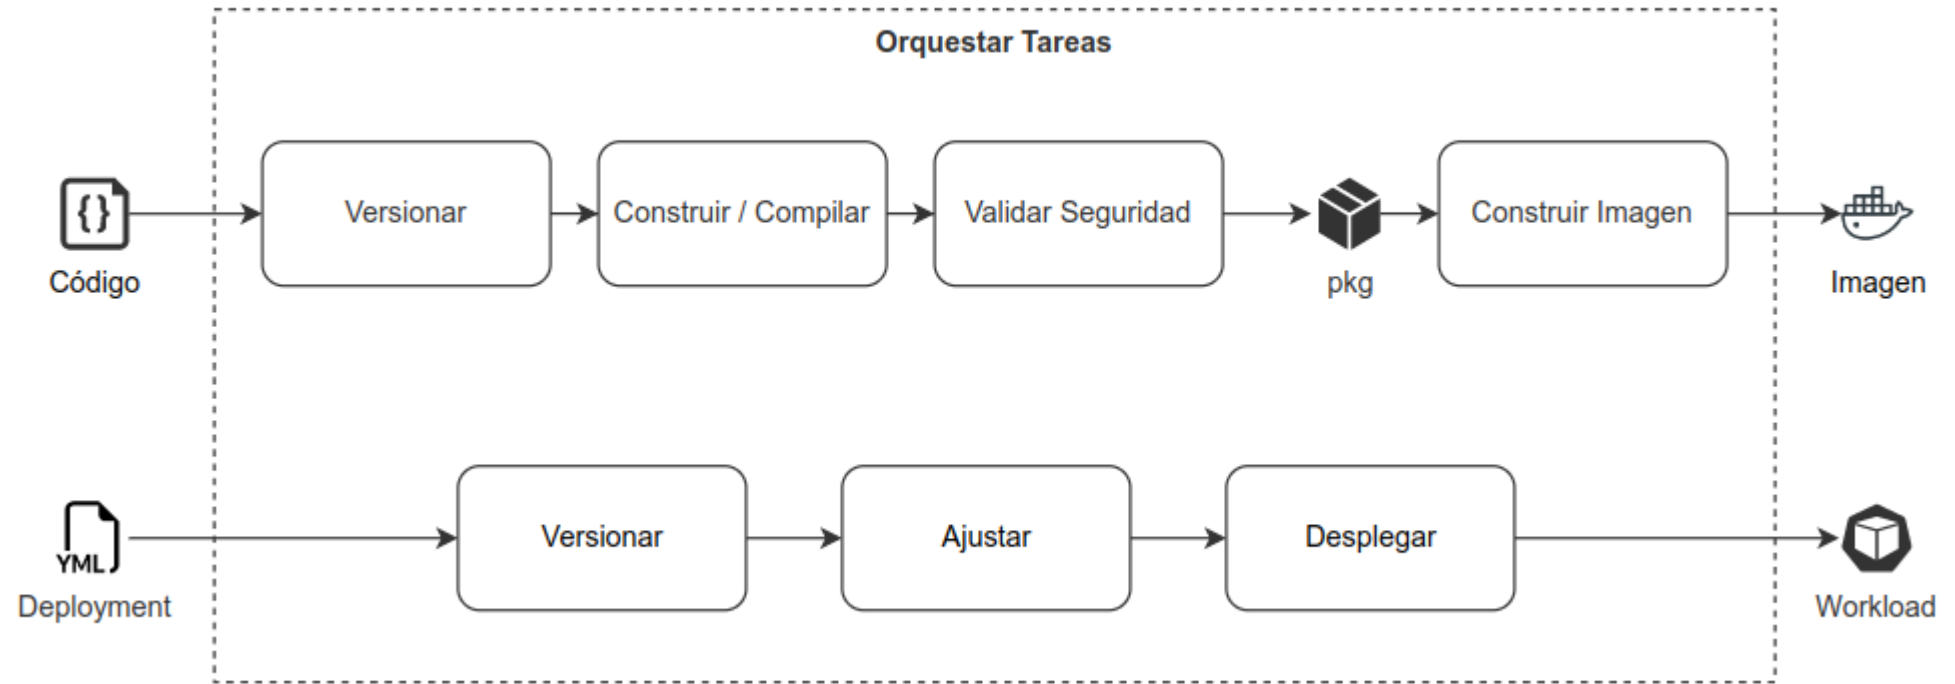 Orquestar Tareas
Versionar
Construir / Compilar
Validar Seguridad
Construir Imagen
Código
pkg
Imagen
Versionar
Ajustar
Desplegar
YML
Deployment
Workload